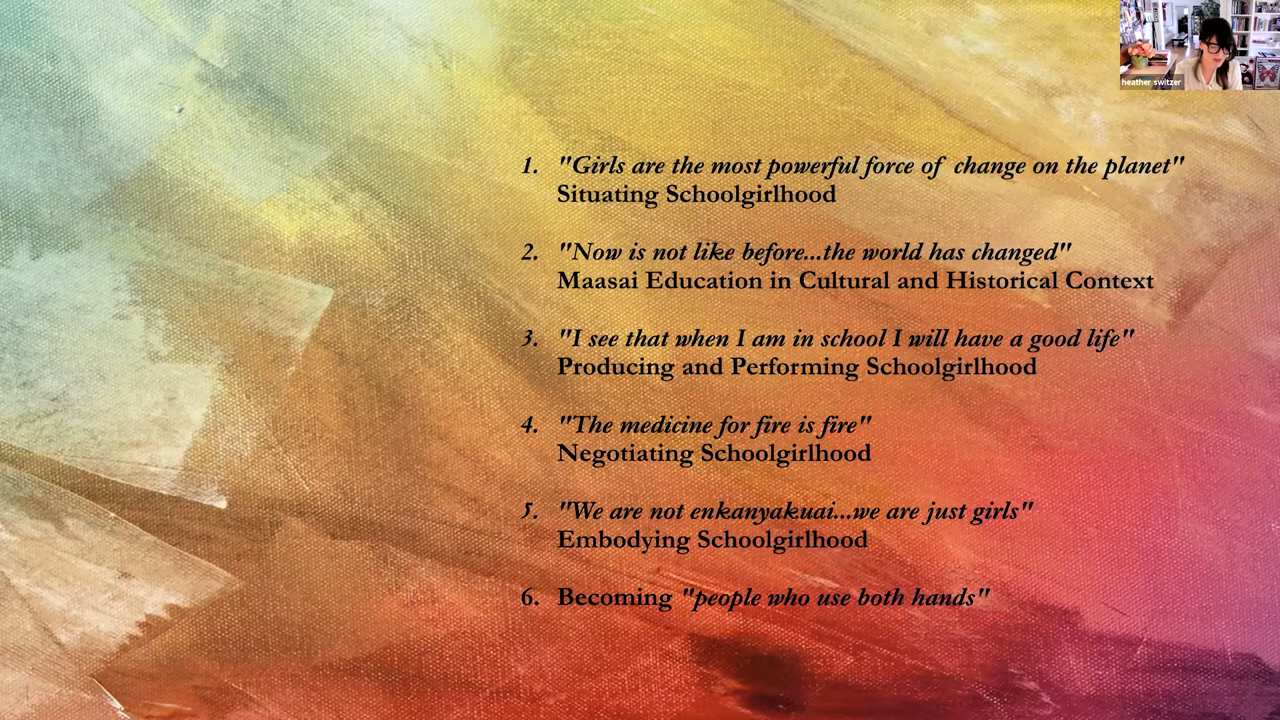 heather switzer
1. "Girls are the most powerful force of change on the planet"
Situating Schoolgirlhood
2. "Now is not like before...the world has changed"
Maasai Education in Cultural and Historical Context
3. "I see that when I am in school I will have a good life"
Producing and Performing Schoolgirlhood
4. "The medicine for fire is fire"
Negotiating Schoolgirlhood
5. "We are not enkanyakuai...we are just girls"
Embodying Schoolgirlhood
6. Becoming "people who use both hands"